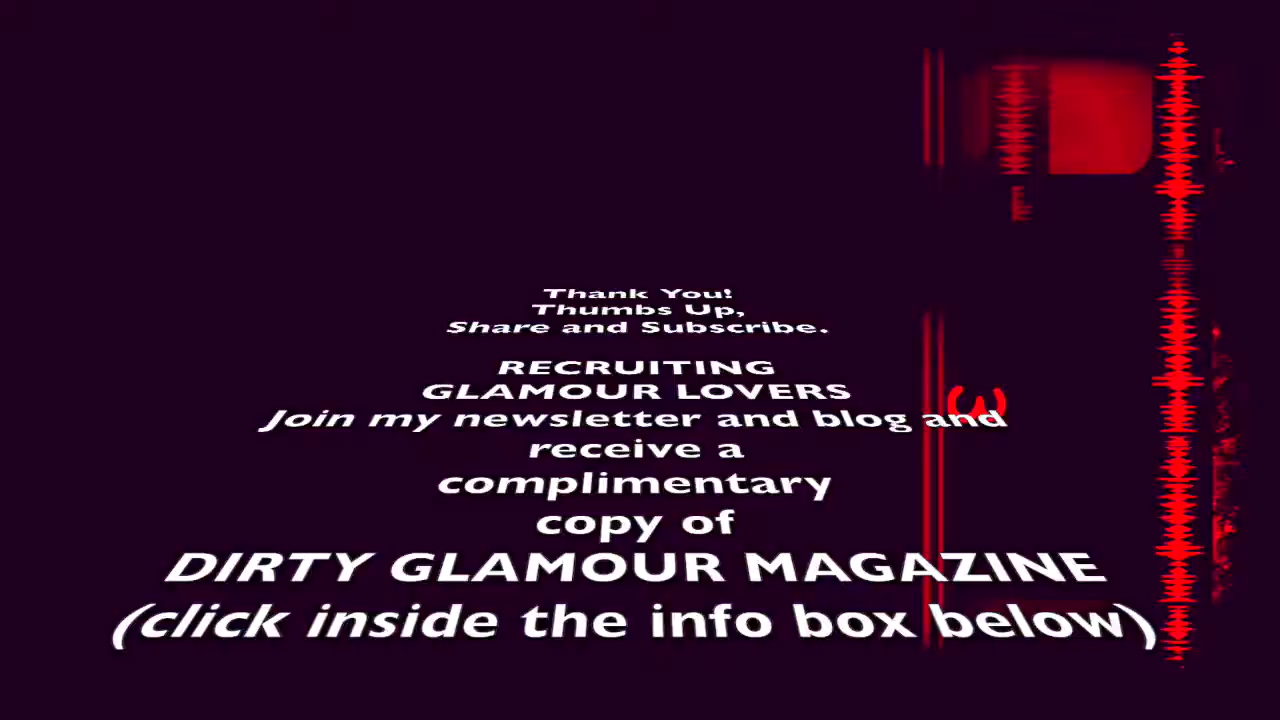 Thank You!
Thumbs Up,
Share and Subscribe.
RECRUITING
GLAMOUR LOVERS
Join my newsletter and blog and
receive a
complimentary
copy of
DIRTY GLAMOUR MAGAZINE
(click inside the info box below)